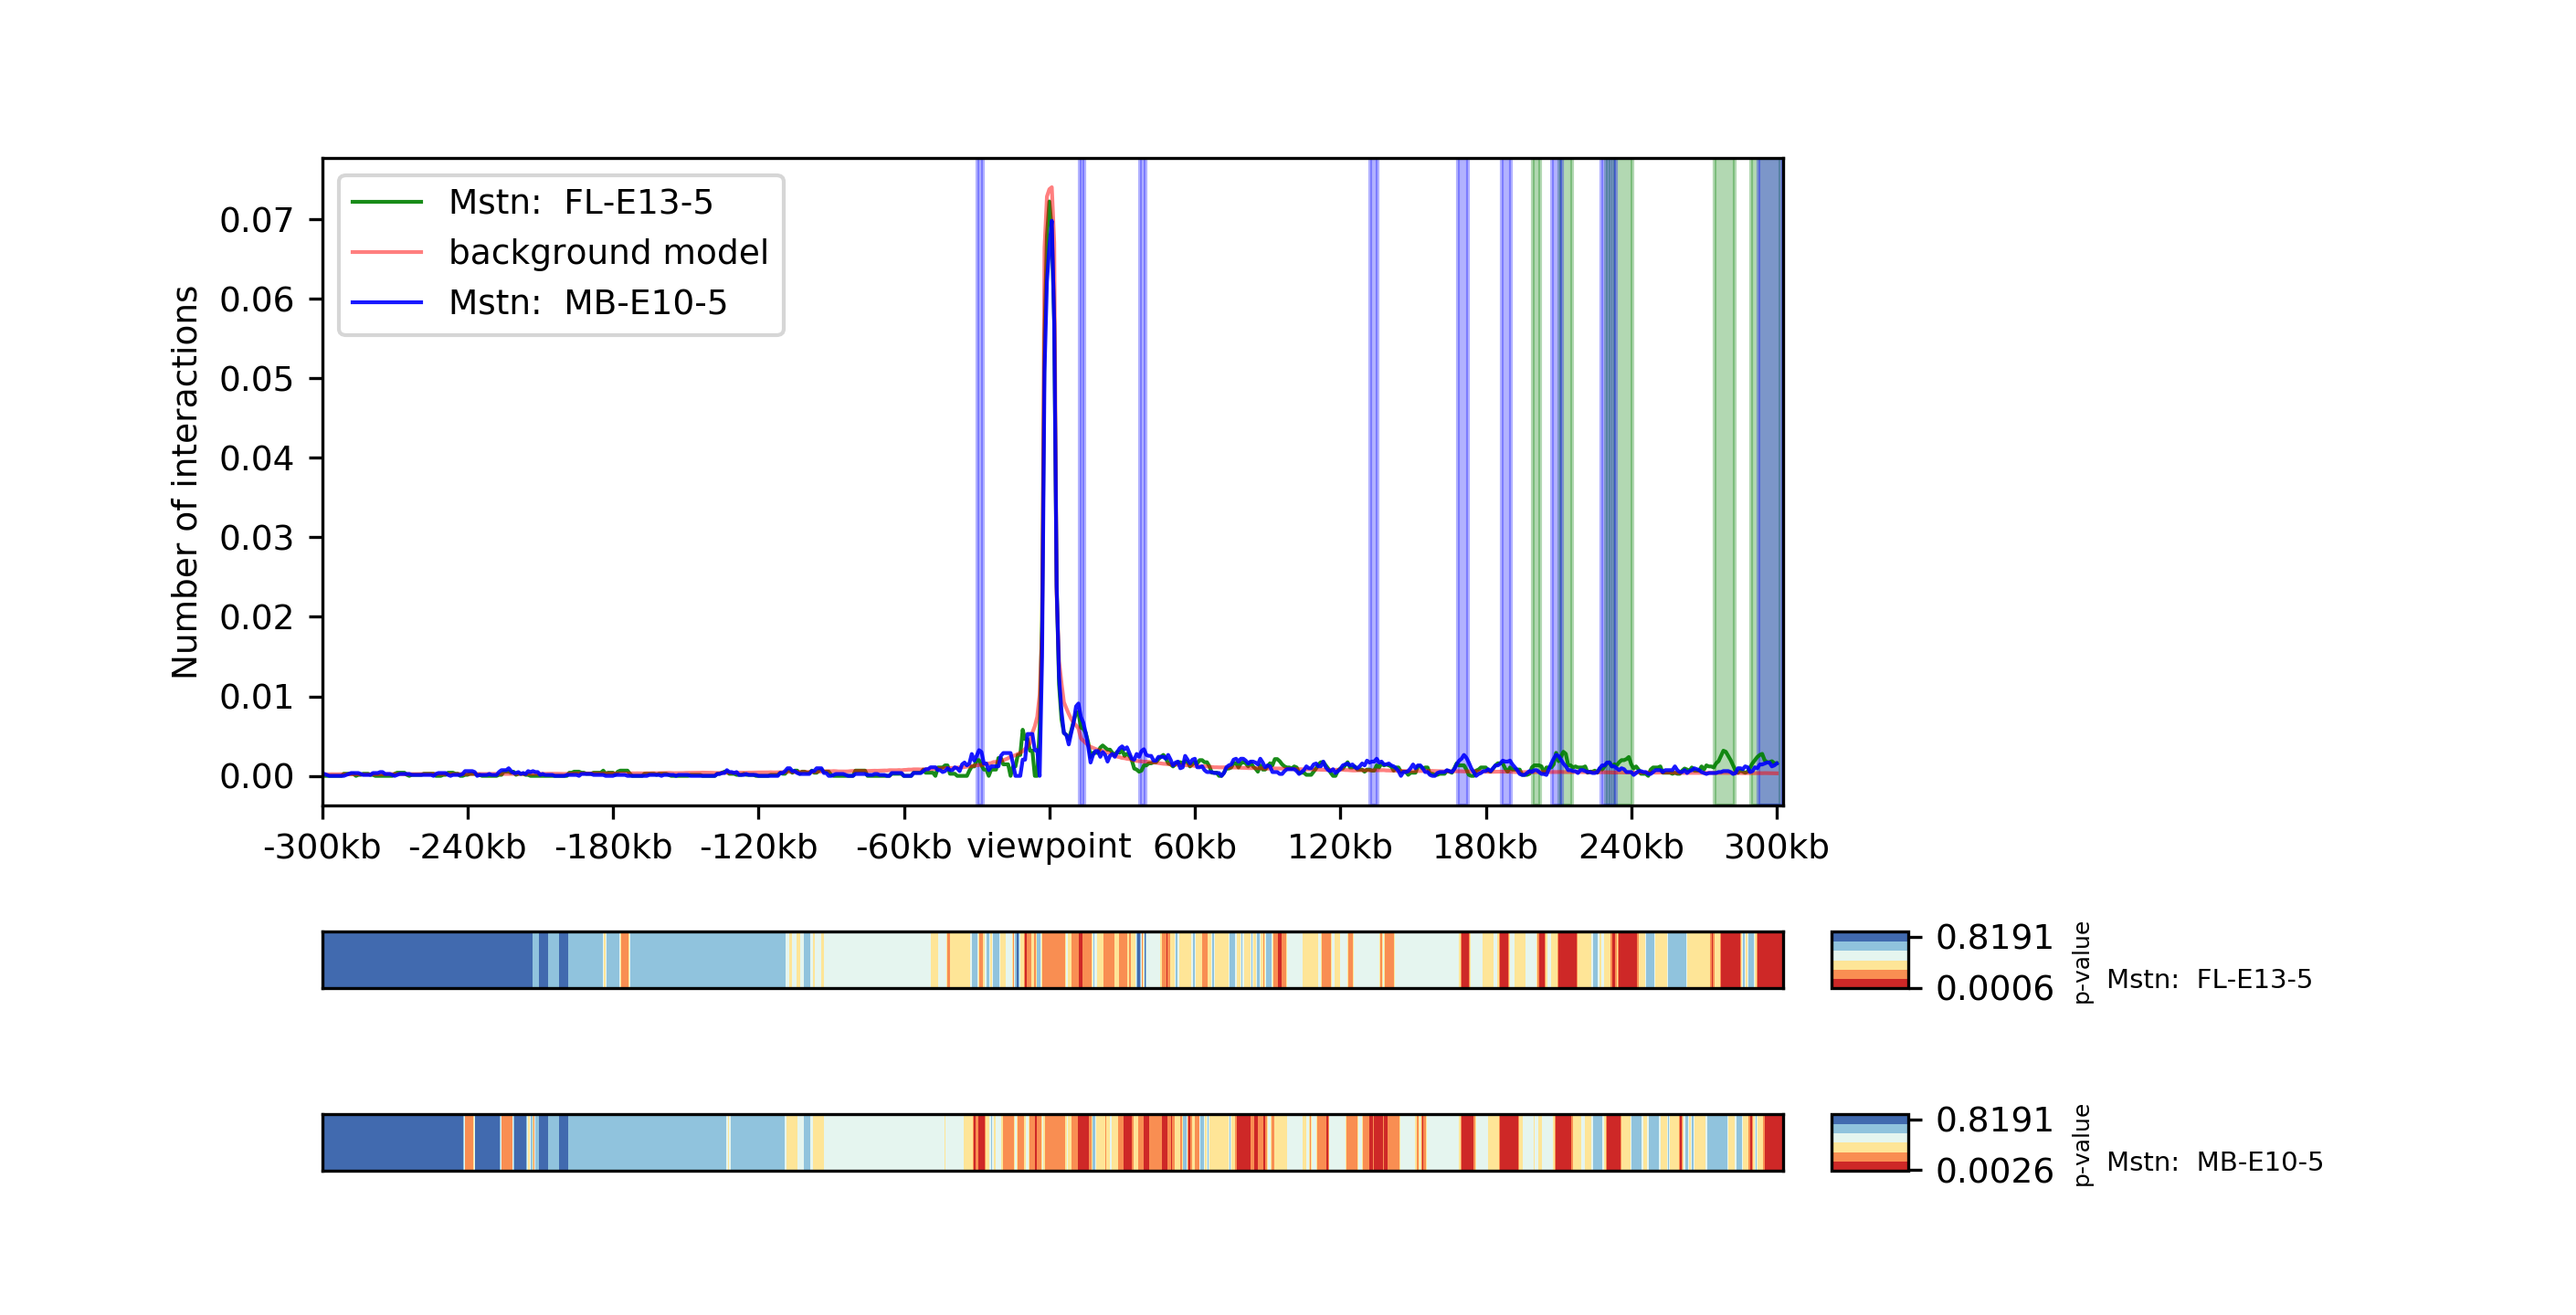 Mstn:  FL-E13-5
background model
Mstn:  MB-E10-5
Number of interactions
0.07
0.06
0.05
0.04
0.03
0.02
0.01
0.00
-300kb -240kb -180kb -120kb -60kb viewpoint 60kb 120kb 180kb 240kb 300kb
0.8191
0.0006
p-value
Mstn:  FL-E13-5
0.8191
0.0026
p-value
Mstn:  MB-E10-5